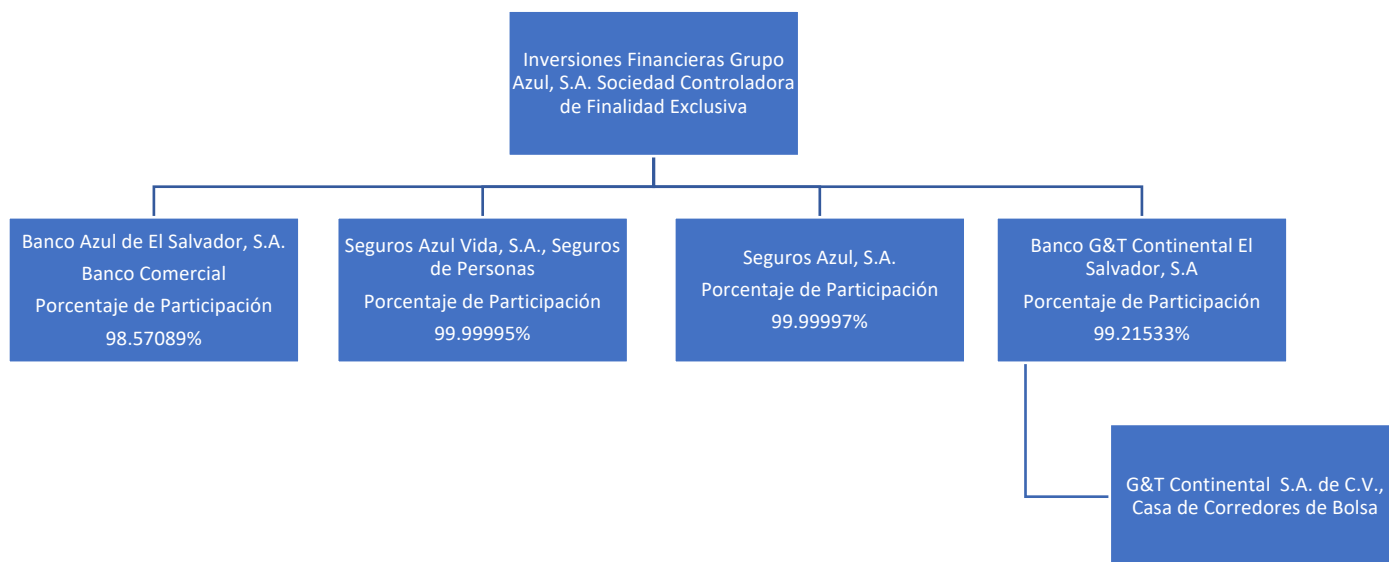 Inversiones Financieras Grupo
Azul, S.A. Sociedad Controladora
de Finalidad Exclusiva
Banco Azul de El Salvador, S.A.
Banco Comercial
Porcentaje de Participación
98.57089%
Seguros Azul Vida, S.A., Seguros
de Personas
Porcentaje de Participación
99.99995%
Seguros Azul, S.A.
Porcentaje de Participación
99.99997%
Banco G&T Continental El
Salvador, S.A
Porcentaje de Participación
99.21533%
G&T Continental  S.A. de C.V.,
Casa de Corredores de Bolsa